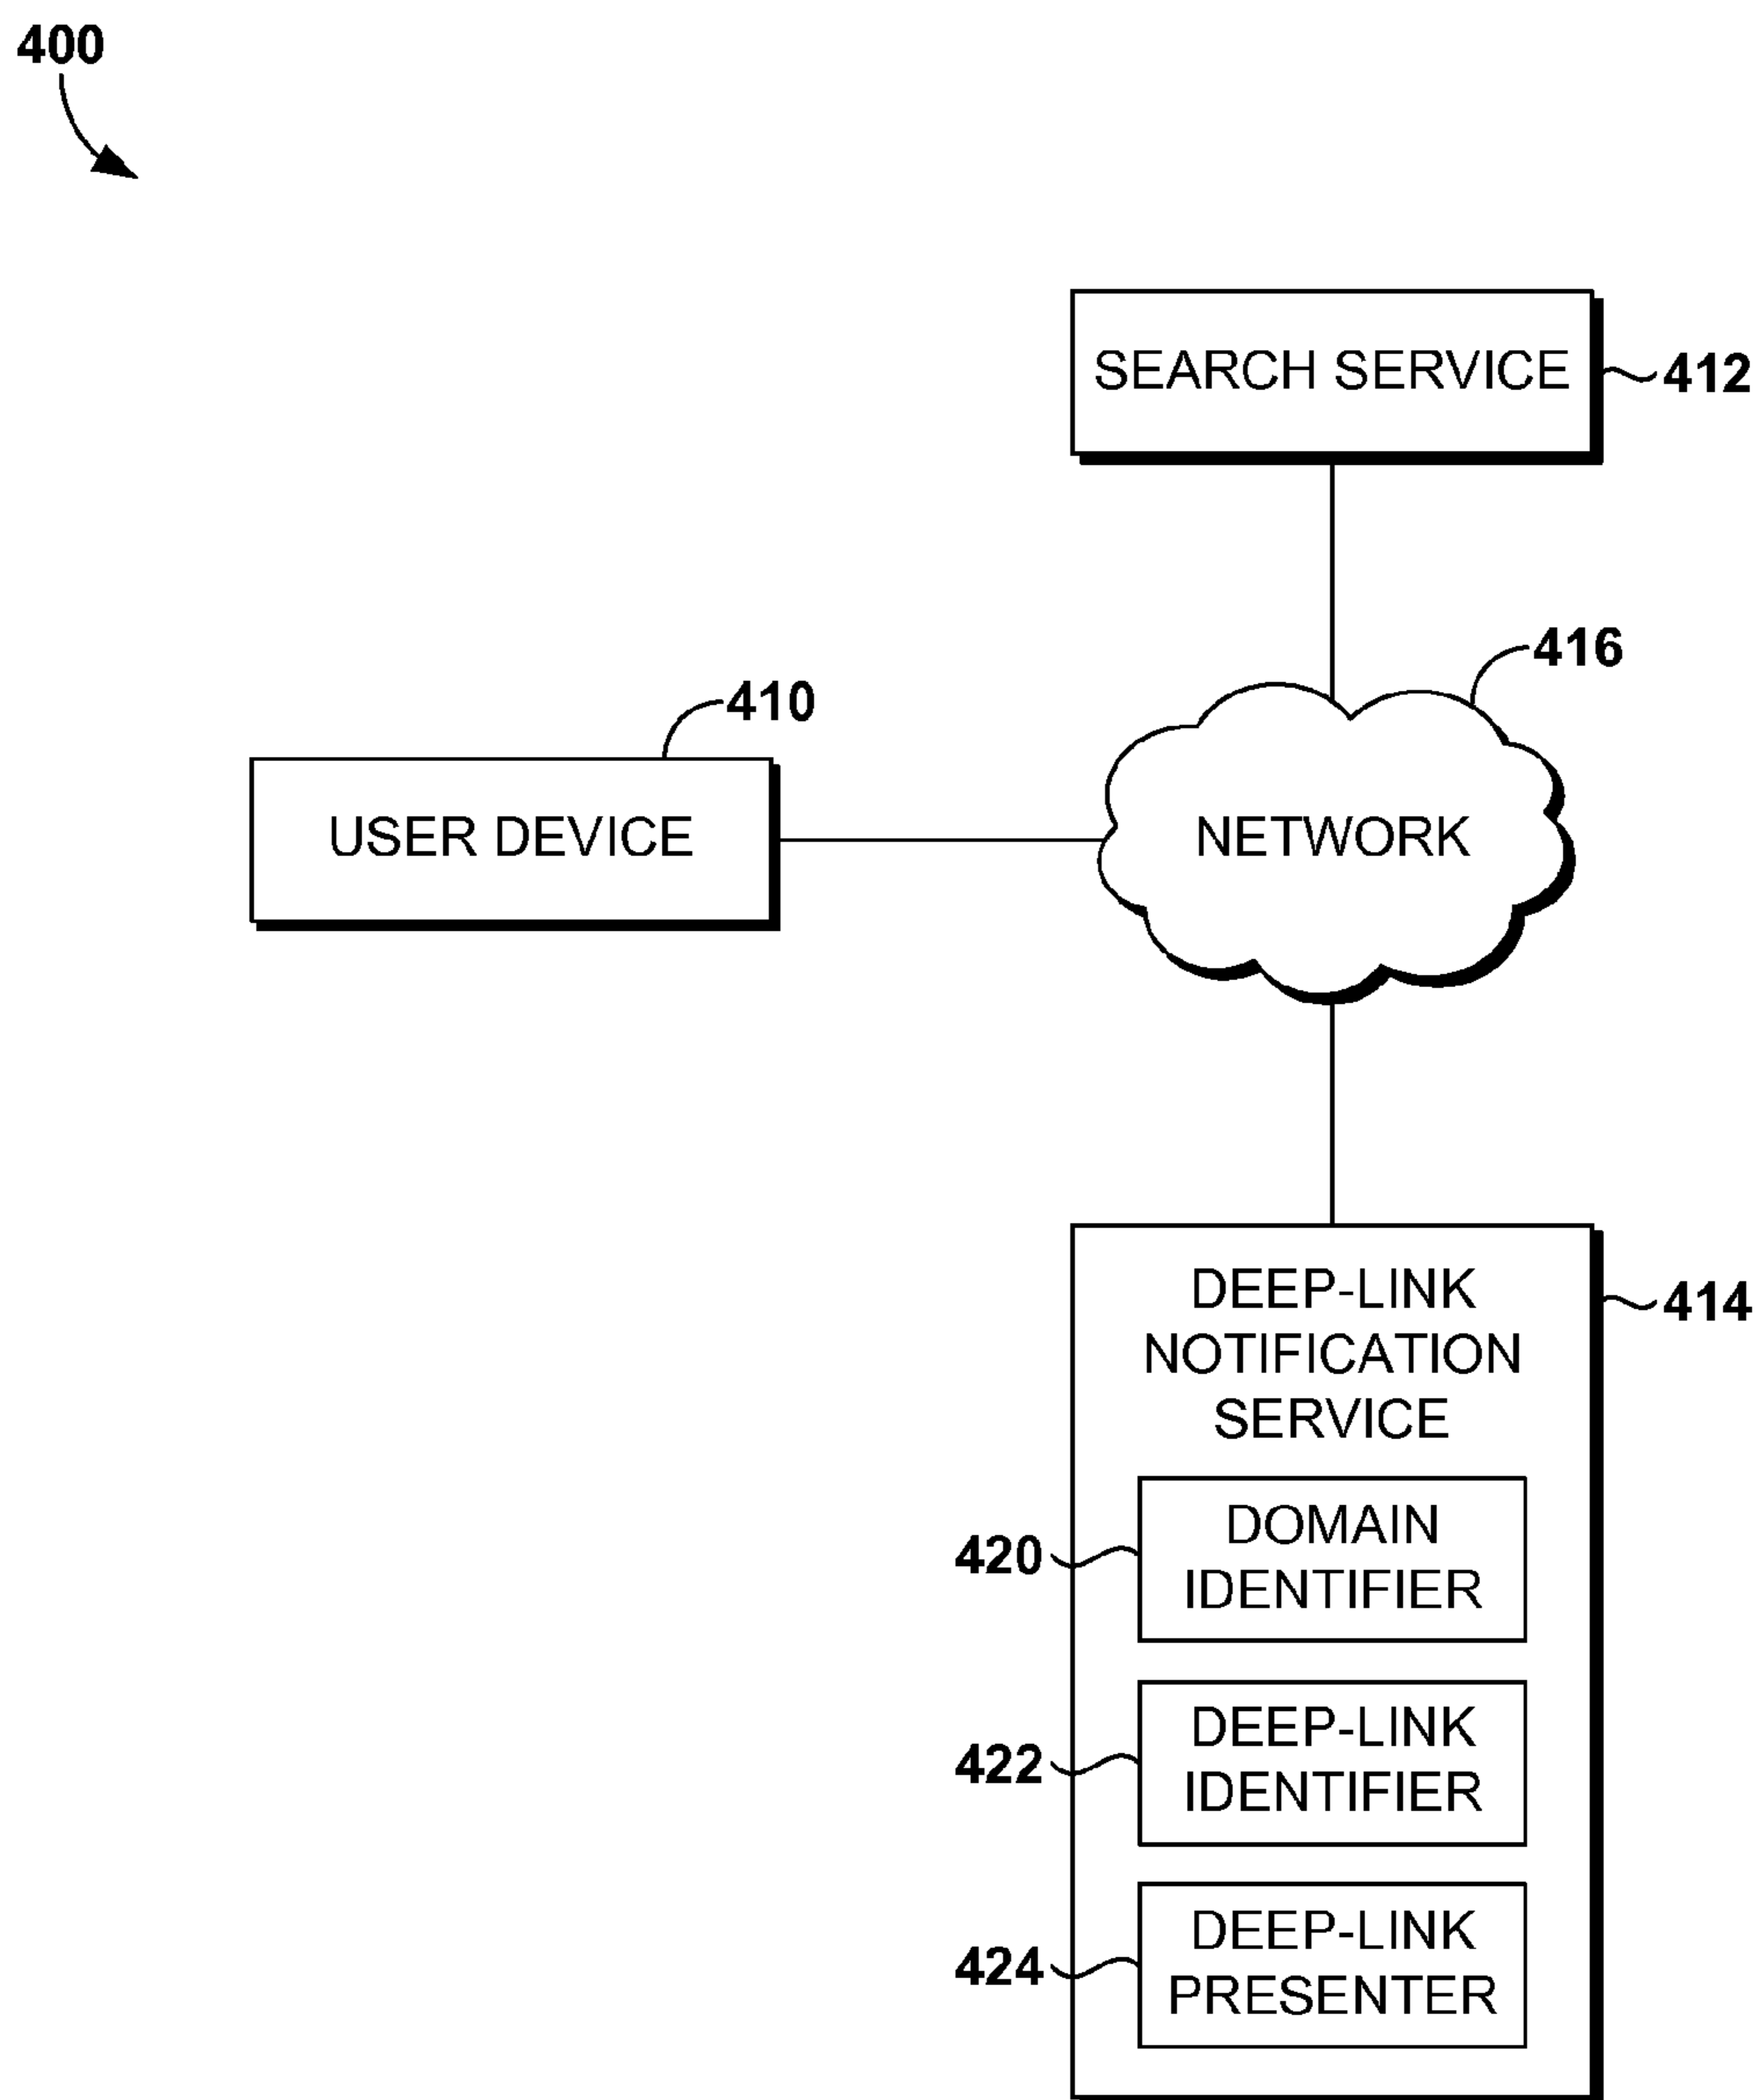 400
SEARCH SERVICE
412
416
410
USER DEVICE
NETWORK
DEEP-LINK
NOTIFICATION
SERVICE
414
420
DOMAIN
IDENTIFIER
422
DEEP-LINK
IDENTIFIER
424
DEEP-LINK
PRESENTER